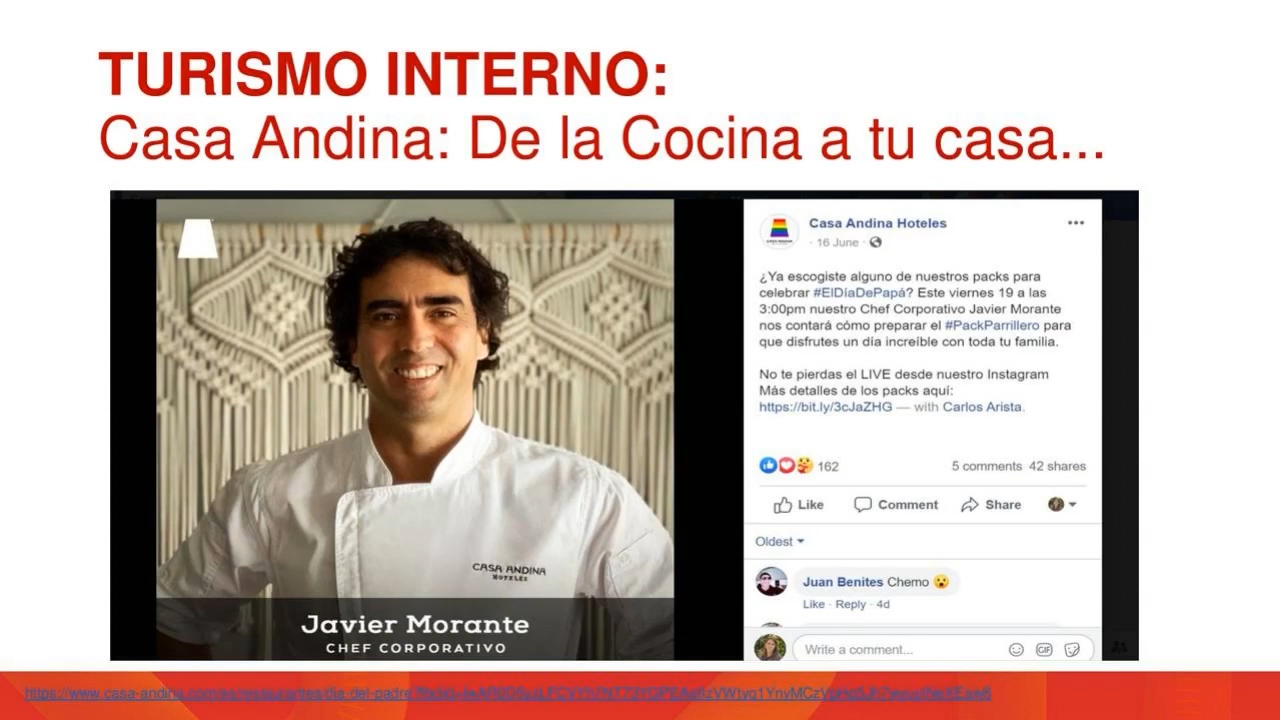 TURISMO INTERNO:
Casa Andina: De la Cocina a tu casa...
CASA ANDINA
HOTELES
Javier Morante
CHEF CORPORATIVO
Casa Andina Hoteles
· 16 June ·
¿Ya escogiste alguno de nuestros packs para
celebrar #ElDíaDePapá? Este viernes 19 a las
3:00pm nuestro Chef Corporativo Javier Morante
nos contará cómo preparar el #PackParrillero para
que disfrutes un día increíble con toda tu familia.
No te pierdas el LIVE desde nuestro Instagram
Más detalles de los packs aquí:
https://bit.ly/3cJaZHG — with Carlos Arista.
162
5 comments 42 shares
Like Comment Share
Oldest
Juan Benites Chemo
Like · Reply · 4d
Write a comment...
GIF